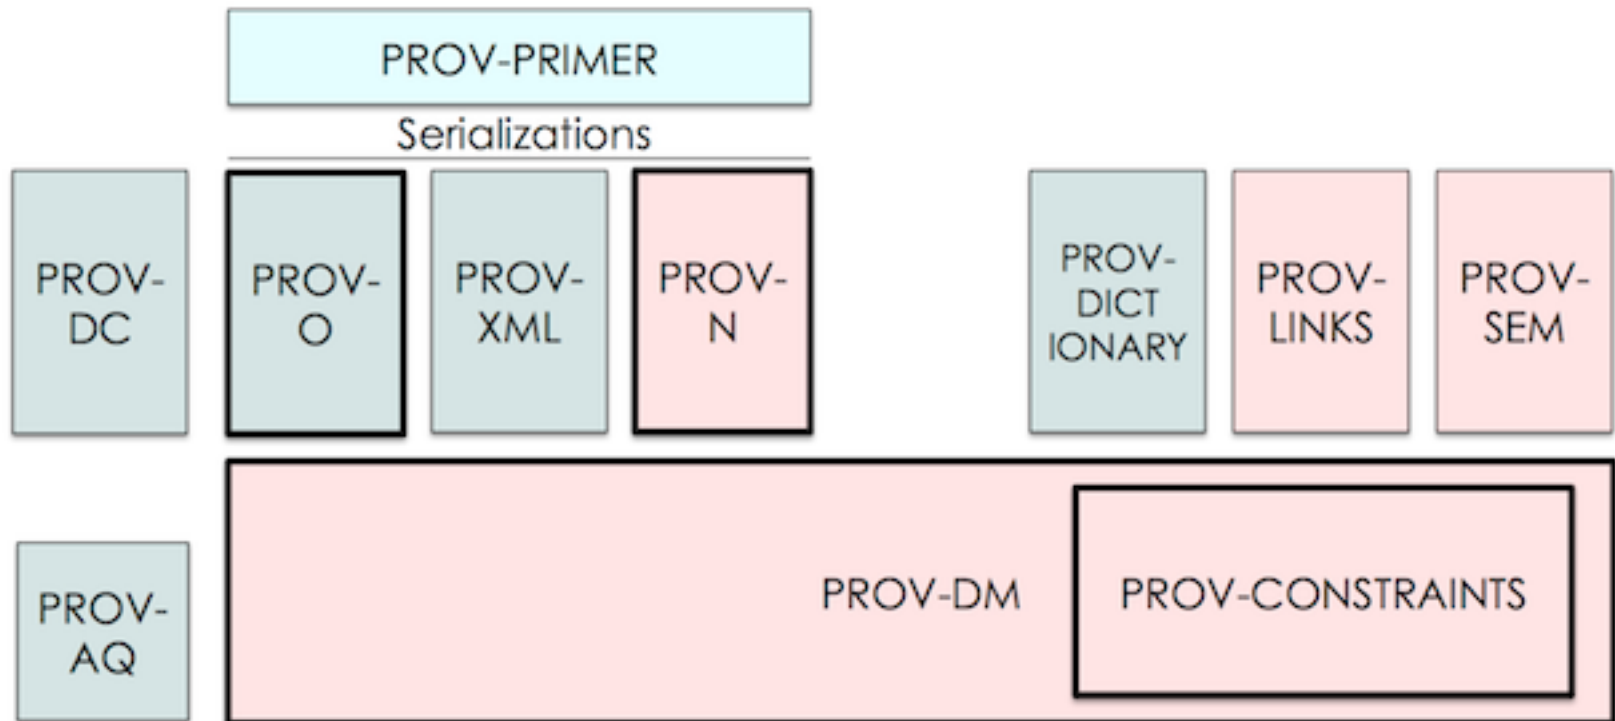 PROV-PRIMER
Serializations
PROV-
DC
PROV-
O
PROV-
XML
PROV-
N
PROV-
DICT
IONARY
PROV-
LINKS
PROV-
SEM
PROV-
AQ
PROV-DM
PROV-CONSTRAINTS